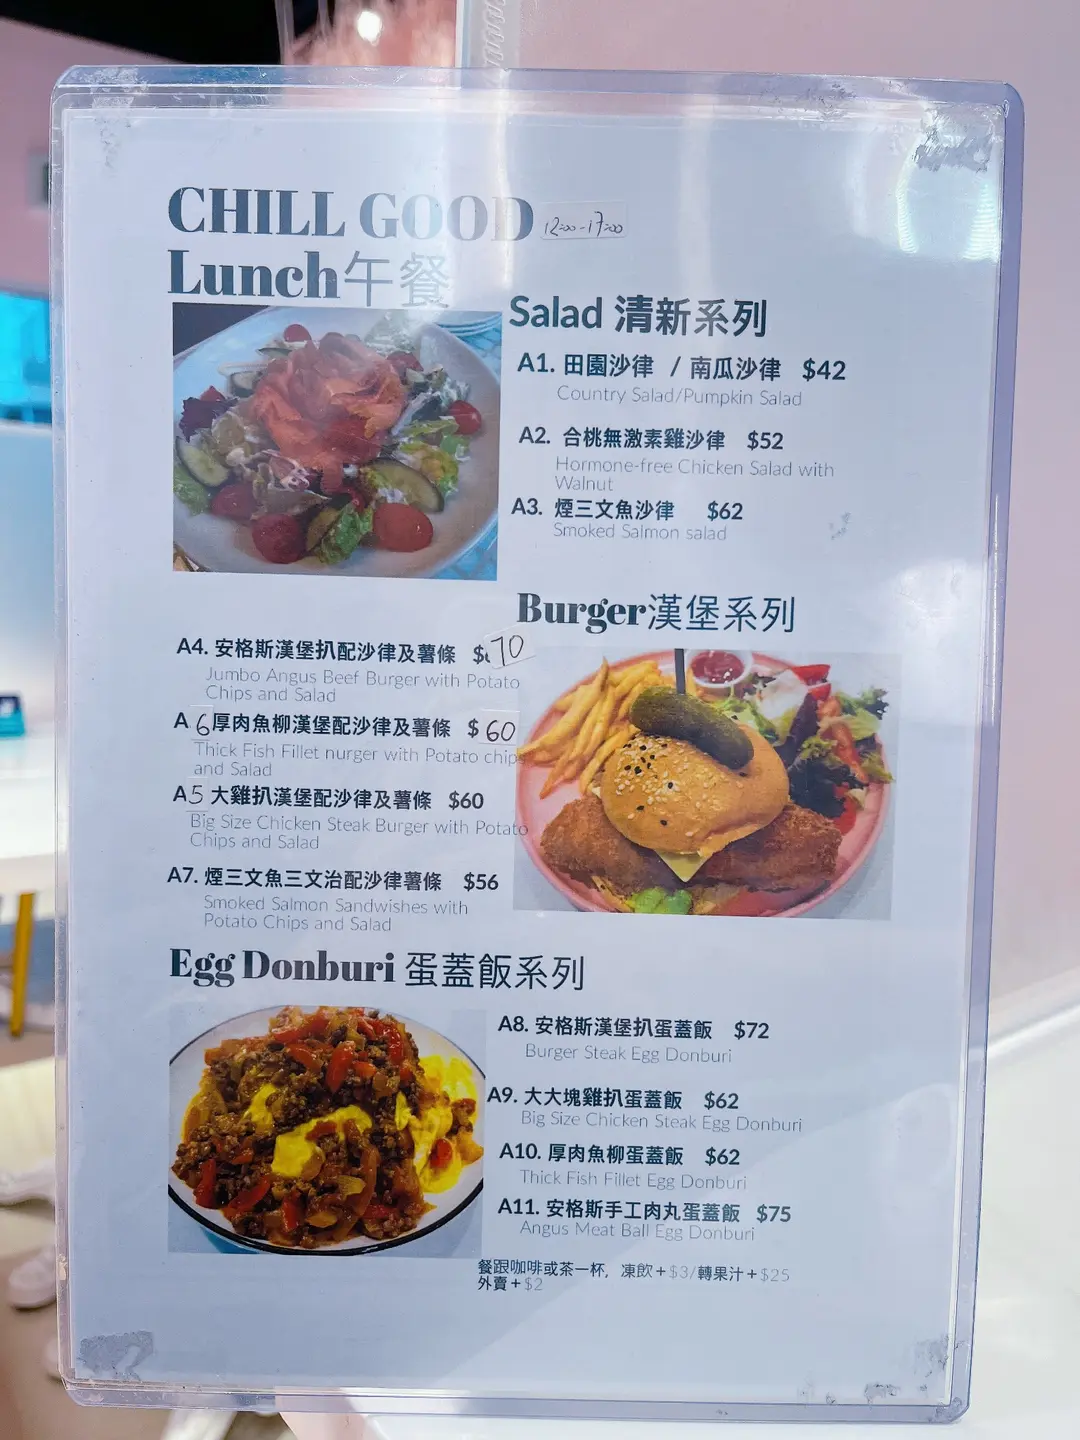 CHILL GOOD 12:00-17:00
Lunch午餐
Salad 清新系列
A1. 田園沙律 / 南瓜沙律 $42
Country Salad/Pumpkin Salad
A2. 合桃無激素雞沙律 $52
Hormone-free Chicken Salad with
Walnut
A3. 煙三文魚沙律 $62
Smoked Salmon salad
Burger漢堡系列
A4. 安格斯漢堡扒配沙律及薯條 $70
Jumbo Angus Beef Burger with Potato
Chips and Salad
A6厚肉魚柳漢堡配沙律及薯條 $60
Thick Fish Fillet nurger with Potato chips
and Salad
A5大雞扒漢堡配沙律及薯條 $60
Big Size Chicken Steak Burger with Potato
Chips and Salad
A7. 煙三文魚三文治配沙律薯條 $56
Smoked Salmon Sandwishes with
Potato Chips and Salad
Egg Donburi 蛋蓋飯系列
A8. 安格斯漢堡扒蛋蓋飯 $72
Burger Steak Egg Donburi
A9. 大大塊雞扒蛋蓋飯 $62
Big Size Chicken Steak Egg Donburi
A10. 厚肉魚柳蛋蓋飯 $62
Thick Fish Fillet Egg Donburi
A11. 安格斯手工肉丸蛋蓋飯 $75
Angus Meat Ball Egg Donburi
餐跟咖啡或茶一杯, 凍飲+$3/轉果汁+$25
外賣+$2